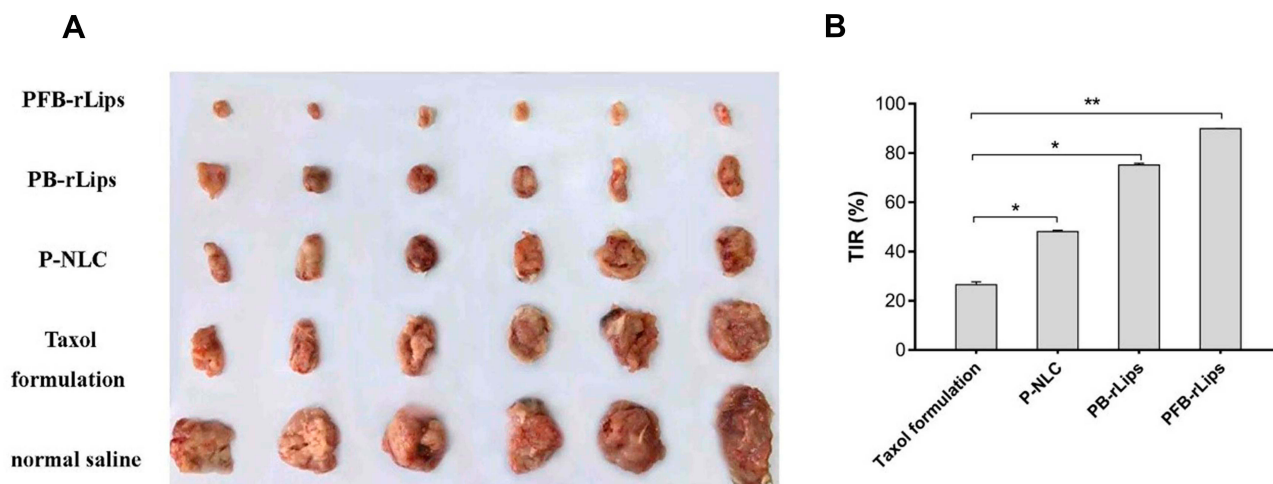 A
PFB-rLips
PB-rLips
P-NLC
Taxol
formulation
normal saline
B
TIR (%)
100
80
60
40
20
0
**
*
*
Taxol formulation
P-NLC
PB-rLips
PFB-rLips